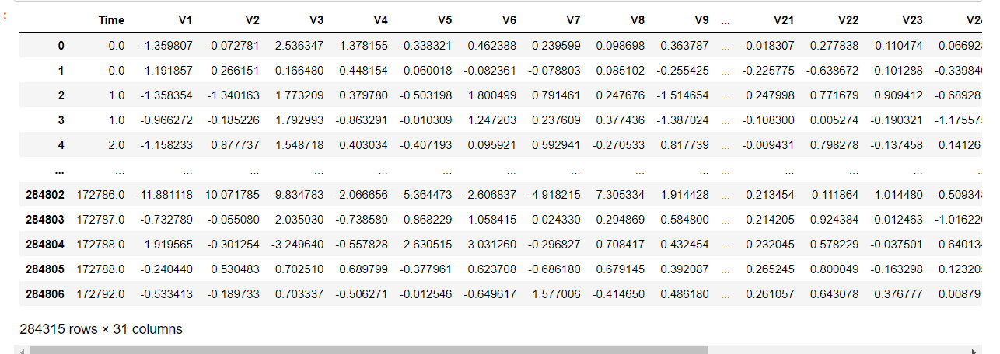 Time V1 V2 V3 V4 V5 V6 V7 V8 V9 ... V21 V22 V23
0 0.0 -1.359807 -0.072781 2.536347 1.378155 -0.338321 0.462388 0.239599 0.098698 0.363787 ... -0.018307 0.277838 -0.110474 0.06692
1 0.0 1.191857 0.266151 0.166480 0.448154 0.060018 -0.082361 -0.078803 0.085102 -0.255425 ... -0.225775 -0.638672 0.101288 -0.33984
2 1.0 -1.358354 -1.340163 1.773209 0.379780 -0.503198 1.800499 0.791461 0.247676 -1.514654 ... 0.247998 0.771679 0.909412 -0.68928
3 1.0 -0.966272 -0.185226 1.792993 -0.863291 -0.010309 1.247203 0.237609 0.377436 -1.387024 ... -0.108300 0.005274 -0.190321 -1.17557
4 2.0 -1.158233 0.877737 1.548718 0.403034 -0.407193 0.095921 0.592941 -0.270533 0.817739 ... -0.009431 0.798278 -0.137458 0.14126
... ... ... ... ... ... ... ... ... ... ... ... ... ... ...
284802 172786.0 -11.881118 10.071785 -9.834783 -2.066656 -5.364473 -2.606837 -4.918215 7.305334 1.914428 ... 0.213454 0.111864 1.014480 -0.50934
284803 172787.0 -0.732789 -0.055080 2.035030 -0.738589 0.868229 1.058415 0.024330 0.294869 0.584800 ... 0.214205 0.924384 0.012463 -1.01622
284804 172788.0 1.919565 -0.301254 -3.249640 -0.557828 2.630515 3.031260 -0.296827 0.708417 0.432454 ... 0.232045 0.578229 -0.037501 0.64013
284805 172788.0 -0.240440 0.530483 0.702510 0.689799 -0.377961 0.623708 -0.686180 0.679145 0.392087 ... 0.265245 0.800049 -0.163298 0.12320
284806 172792.0 -0.533413 -0.189733 0.703337 -0.506271 -0.012546 -0.649617 1.577006 -0.414650 0.486180 ... 0.261057 0.643078 0.376777 0.00879
284315 rows × 31 columns